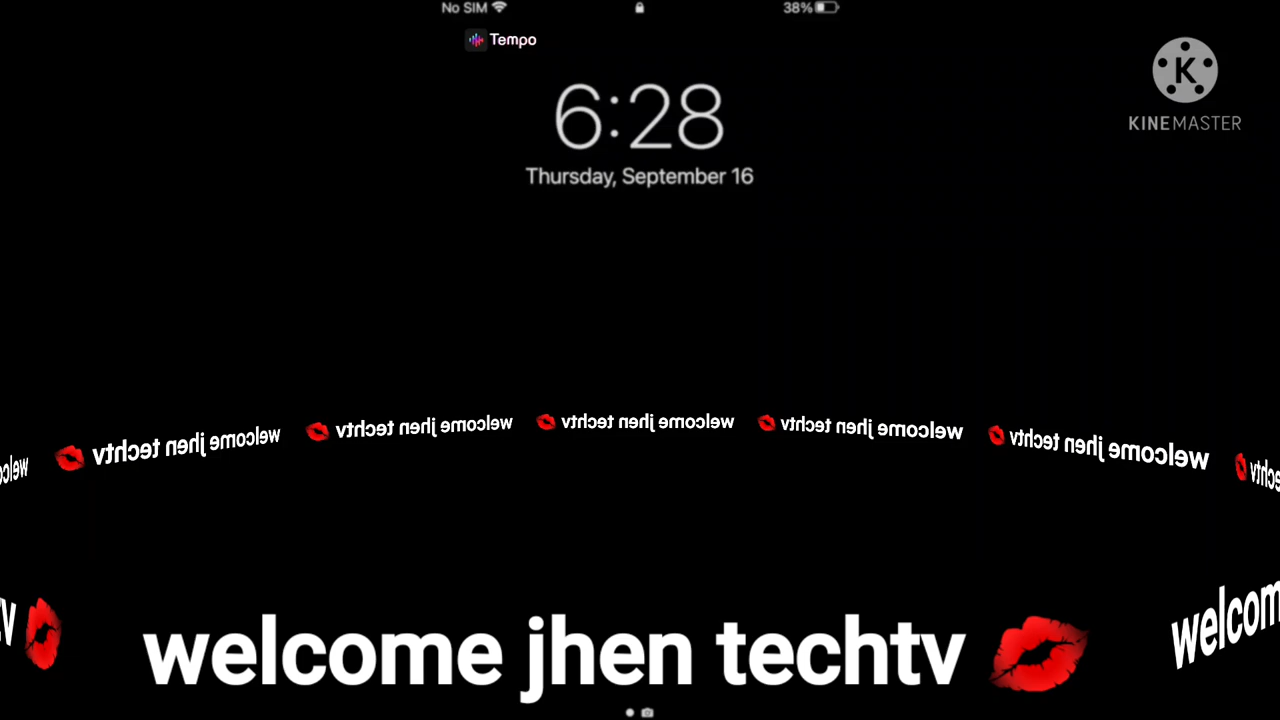 No SIM 38%
Tempo
6:28
KINEMASTER
Thursday, September 16
welcome jhen techtv welcome jhen techtv welcome jhen techtv welcome jhen techtv welcome jhen techtv
welcome jhen techtv 💋 welcom